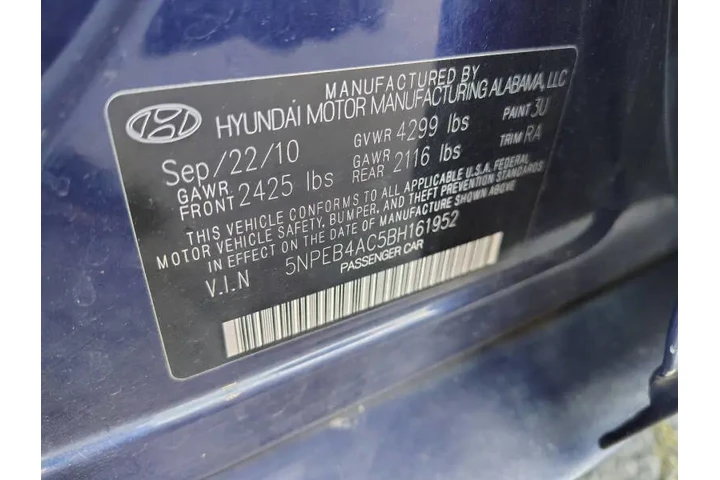 MANUFACTURED BY
HYUNDAI MOTOR MANUFACTURING ALABAMA, LLC
Sep/22/10 GVWR 4299 lbs PAINT 3U
GAWR FRONT 2425 lbs GAWR REAR 2116 lbs TRIM RA
THIS VEHICLE CONFORMS TO ALL APPLICABLE U.S.A. FEDERAL
MOTOR VEHICLE SAFETY, BUMPER, AND THEFT PREVENTION STANDARDS
IN EFFECT ON THE DATE OF MANUFACTURE SHOWN ABOVE.
V.I.N 5NPEB4AC5BH161952
PASSENGER CAR